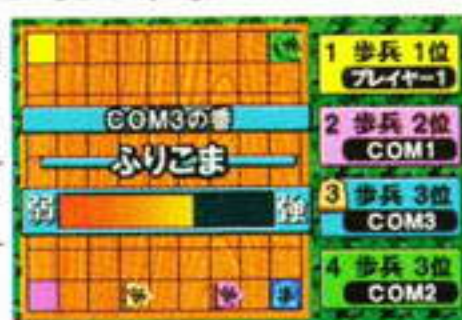 1 歩兵 1位
プレイヤー1
COM3の番
2 歩兵 2位
COM1
ふりこま
3 歩兵 3位
COM3
弱 強
4 歩兵 3位
COM2
歩